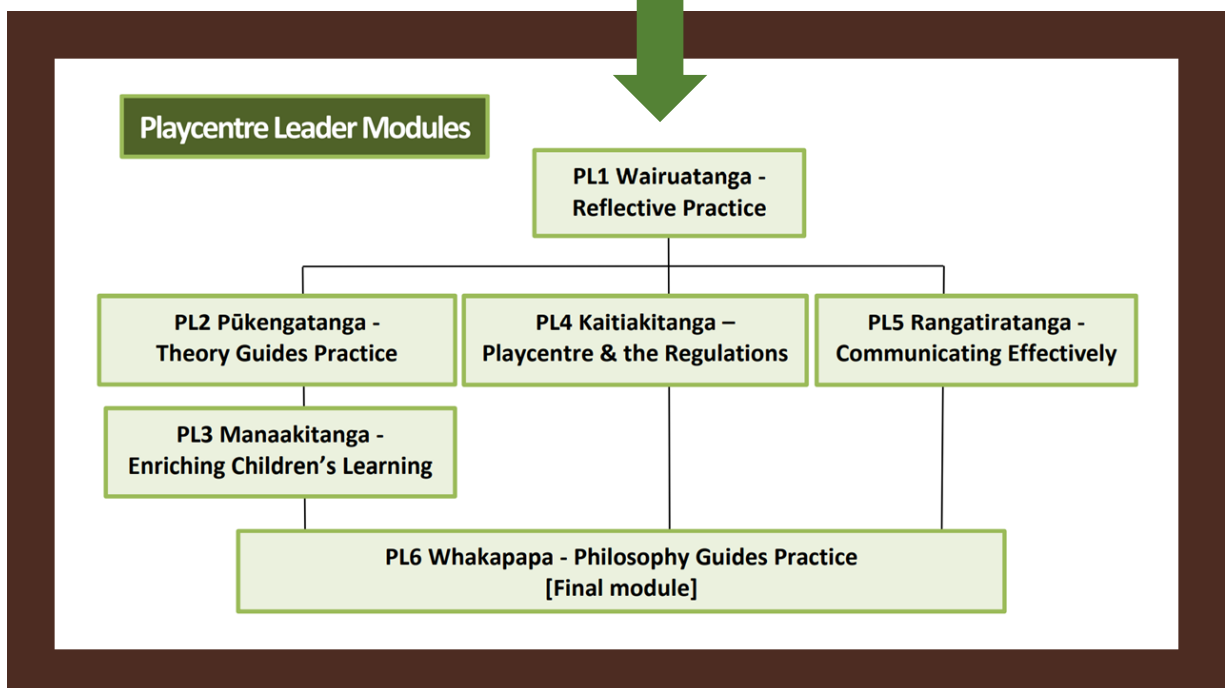 Playcentre Leader Modules
PL1 Wairuatanga -
Reflective Practice
PL2 Pūkengatanga -
Theory Guides Practice
PL4 Kaitiakitanga –
Playcentre & the Regulations
PL5 Rangatiratanga -
Communicating Effectively
PL3 Manaakitanga -
Enriching Children’s Learning
PL6 Whakapapa - Philosophy Guides Practice
[Final module]